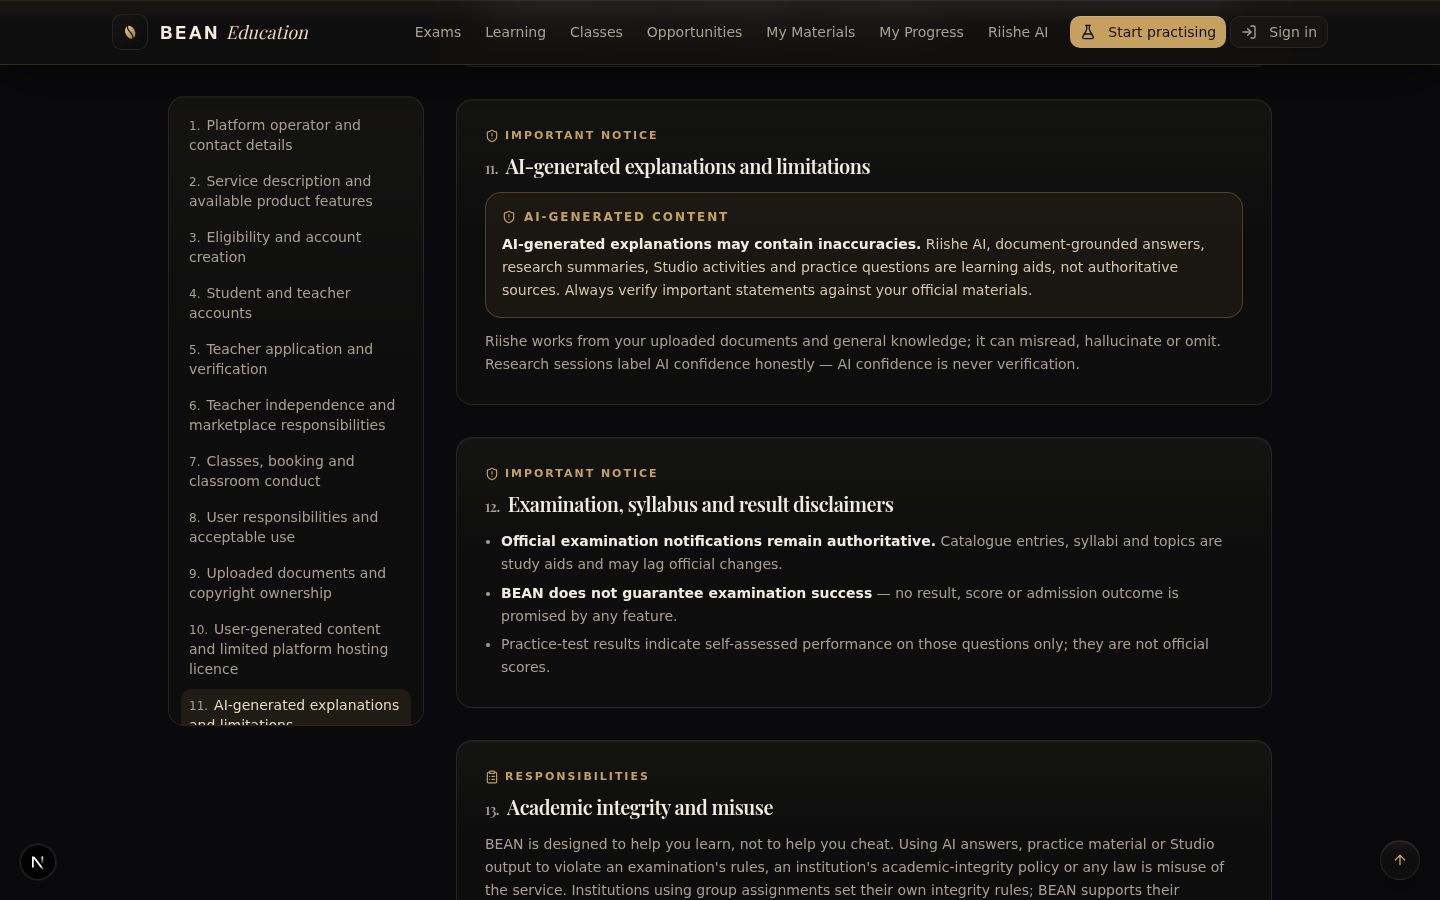 BEAN Education
Exams
Learning
Classes
Opportunities
My Materials
My Progress
Riishe AI
Start practising
Sign in
1. Platform operator and
contact details
2. Service description and
available product features
3. Eligibility and account
creation
4. Student and teacher
accounts
5. Teacher application and
verification
6. Teacher independence and
marketplace responsibilities
7. Classes, booking and
classroom conduct
8. User responsibilities and
acceptable use
9. Uploaded documents and
copyright ownership
10. User-generated content
and limited platform hosting
licence
11. AI-generated explanations
and limitations
IMPORTANT NOTICE
11. AI-generated explanations and limitations
AI-GENERATED CONTENT
AI-generated explanations may contain inaccuracies. Riishe AI, document-grounded answers,
research summaries, Studio activities and practice questions are learning aids, not authoritative
sources. Always verify important statements against your official materials.
Riishe works from your uploaded documents and general knowledge; it can misread, hallucinate or omit.
Research sessions label AI confidence honestly — AI confidence is never verification.
IMPORTANT NOTICE
12. Examination, syllabus and result disclaimers
• Official examination notifications remain authoritative. Catalogue entries, syllabi and topics are
study aids and may lag official changes.
• BEAN does not guarantee examination success — no result, score or admission outcome is
promised by any feature.
• Practice-test results indicate self-assessed performance on those questions only; they are not official
scores.
RESPONSIBILITIES
13. Academic integrity and misuse
BEAN is designed to help you learn, not to help you cheat. Using AI answers, practice material or Studio
output to violate an examination's rules, an institution's academic-integrity policy or any law is misuse of
the service. Institutions using group assignments set their own integrity rules; BEAN supports their
N